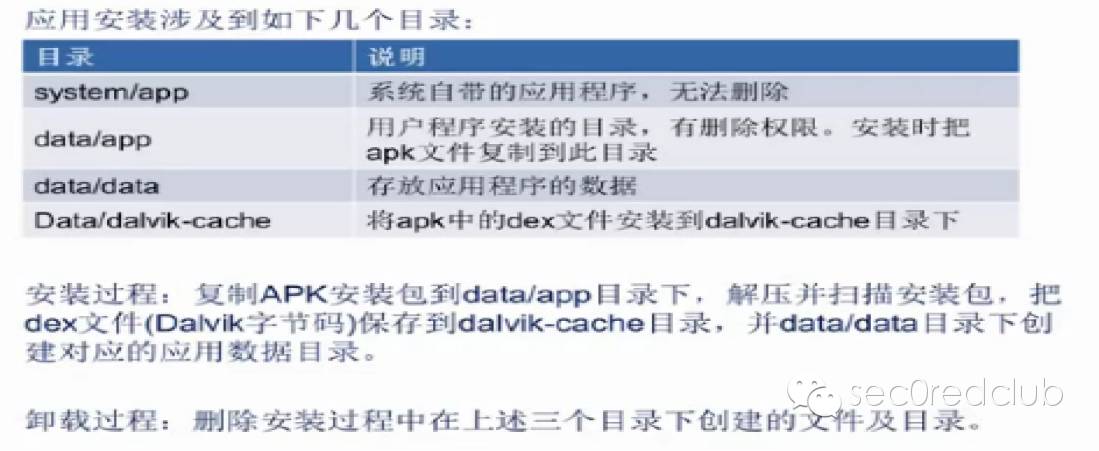 应用安装涉及到如下几个目录：
目录 说明
system/app 系统自带的应用程序，无法删除
data/app 用户程序安装的目录，有删除权限。安装时把
apk文件复制到此目录
data/data 存放应用程序的数据
Data/dalvik-cache 将apk中的dex文件安装到dalvik-cache目录下
安装过程：复制APK安装包到data/app目录下，解压并扫描安装包，把
dex文件(Dalvik字节码)保存到dalvik-cache目录，并data/data目录下创
建对应的应用数据目录。
卸载过程：删除安装过程中在上述三个目录下创建的文件及目录。
sec0redclub